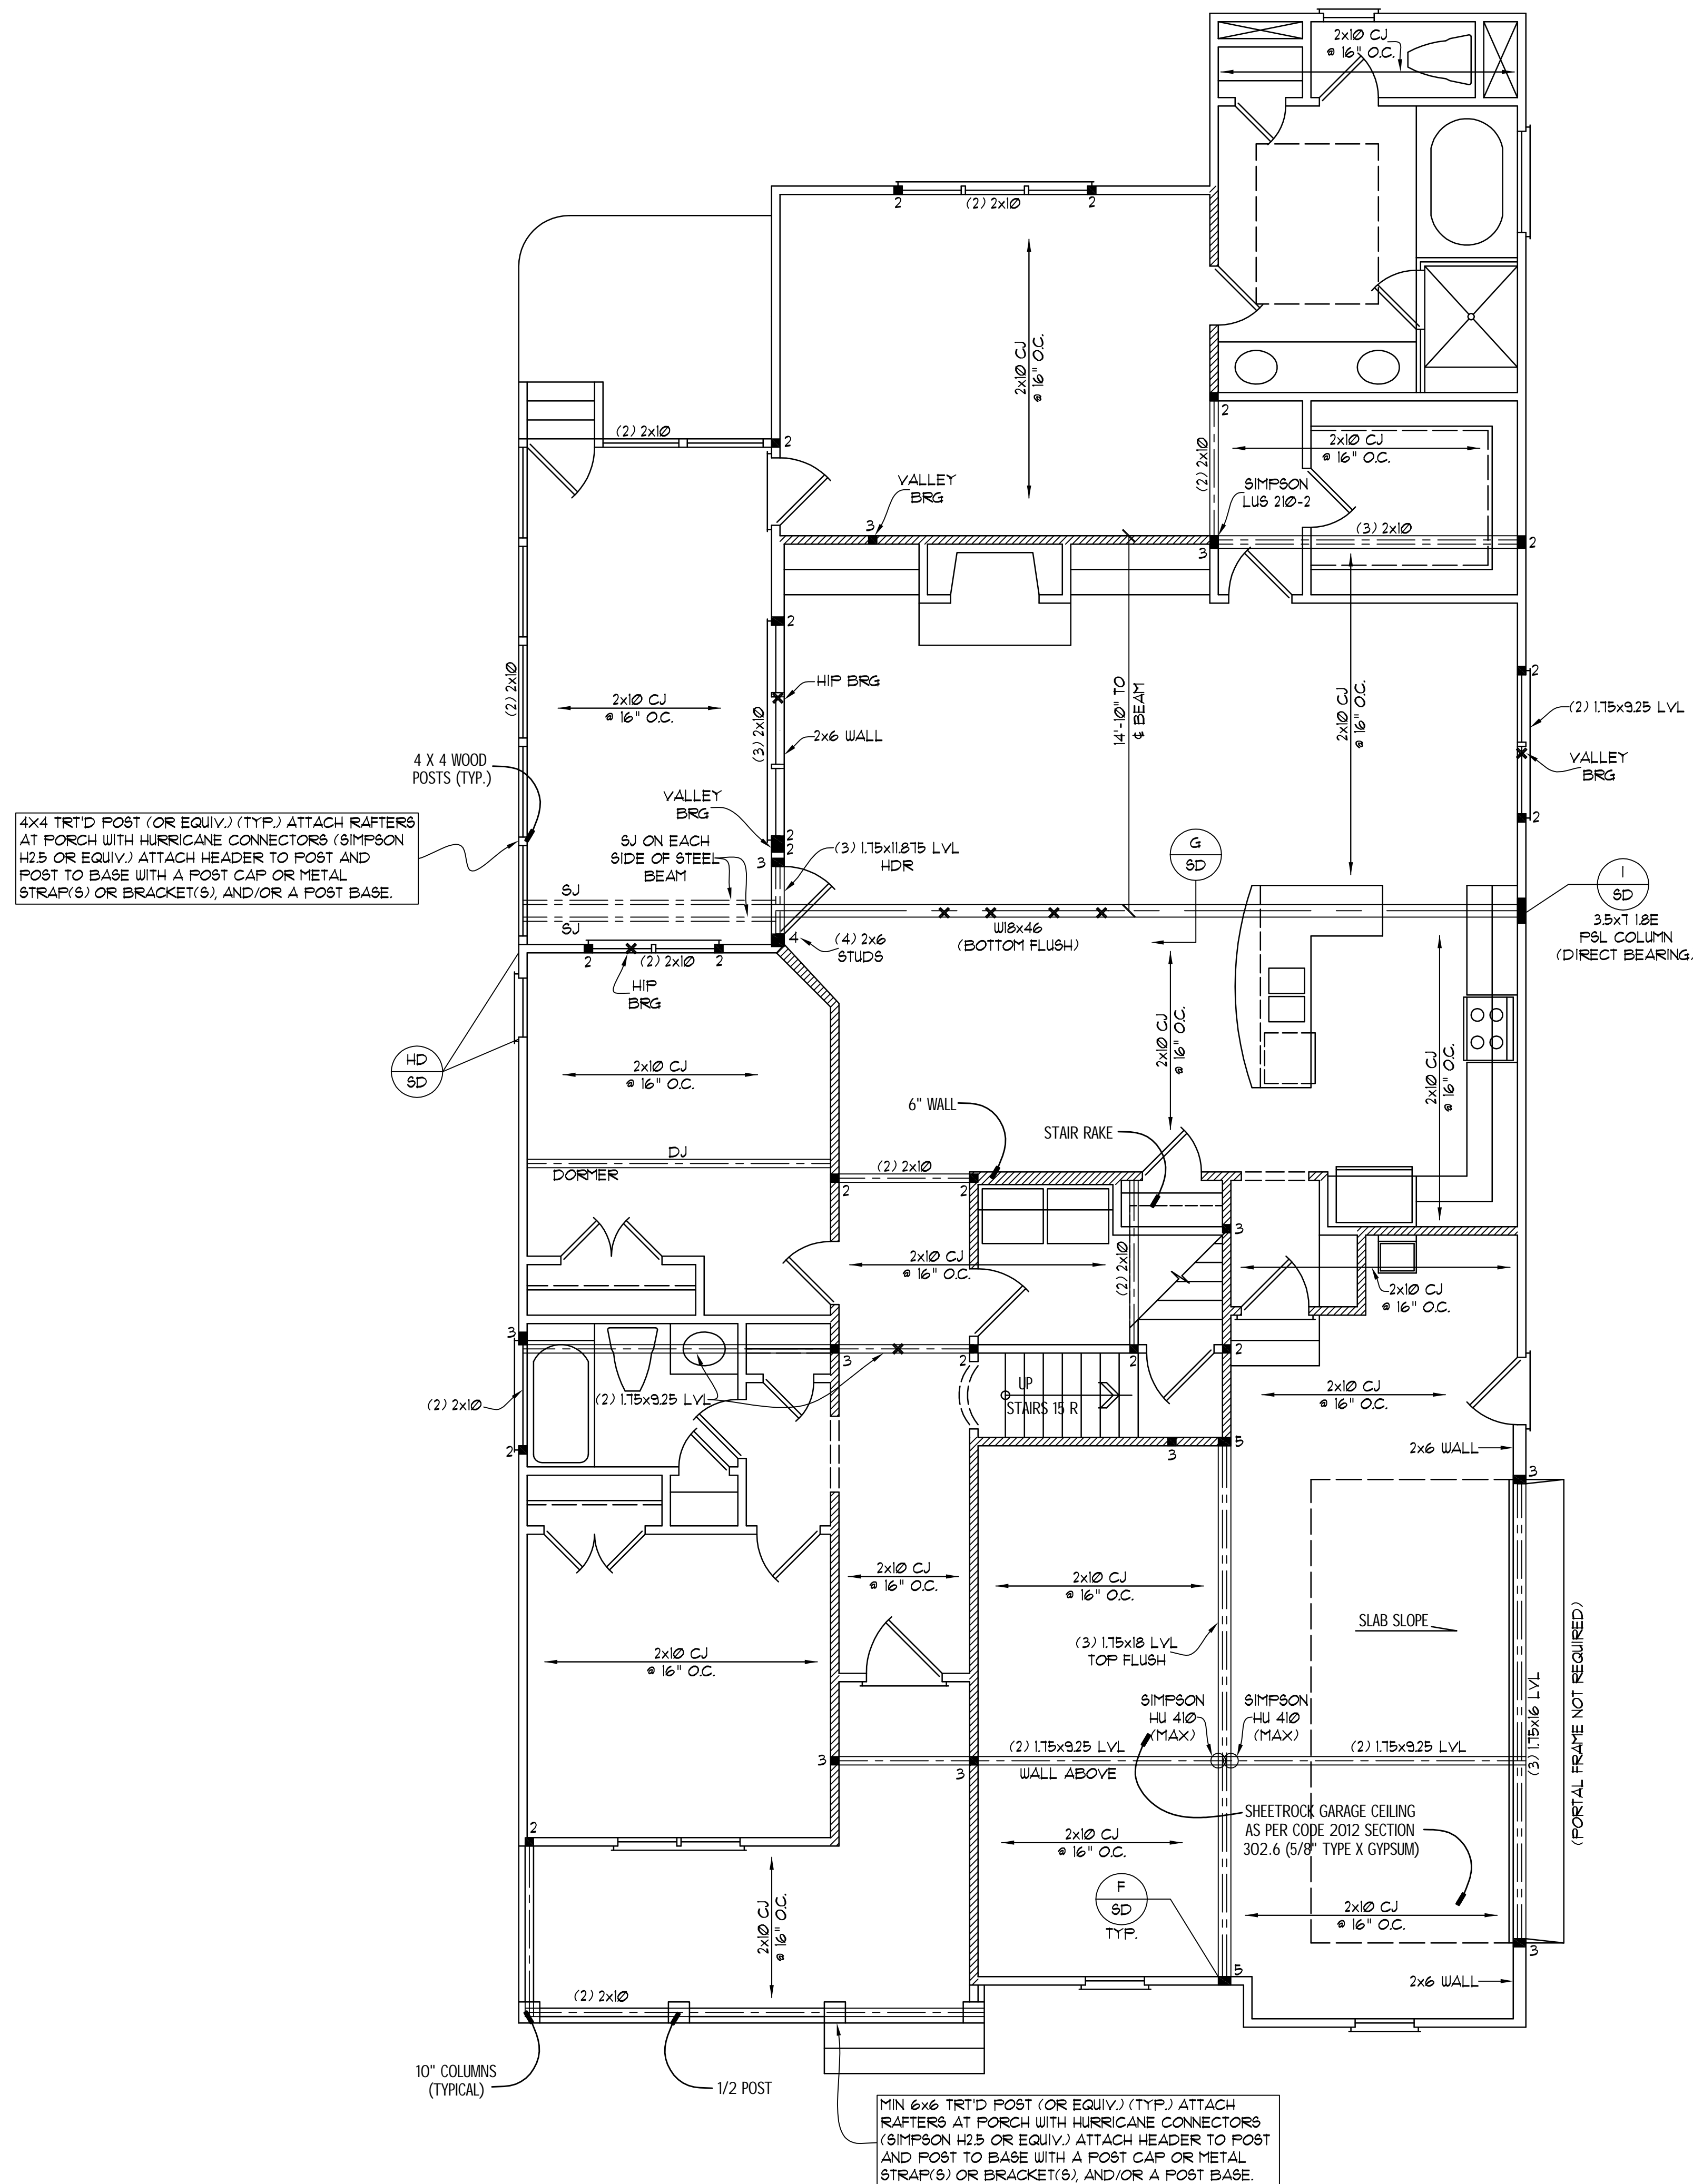 2x10 CJ
@ 16" O.C.
2
(2) 2x10
2
2x10 CJ
@ 16" O.C.
2
(2) 2x10
2
(2) 2x10
2x10 CJ
@ 16" O.C.
VALLEY
BRG
SIMPSON
LUS 210-2
3
(3) 2x10
3
2
2
HIP BRG
2
(2) 2x10
2x10 CJ
@ 16" O.C.
(3) 2x10
2x6 WALL
14'-10" TO
℄ BEAM
2x10 CJ
@ 16" O.C.
(2) 1.75x9.25 LVL
VALLEY
BRG
2
4 X 4 WOOD
POSTS (TYP.)
4X4 TRT'D POST (OR EQUIV.) (TYP.) ATTACH RAFTERS
AT PORCH WITH HURRICANE CONNECTORS (SIMPSON
H2.5 OR EQUIV.) ATTACH HEADER TO POST AND
POST TO BASE WITH A POST CAP OR METAL
STRAP(S) OR BRACKET(S), AND/OR A POST BASE.
VALLEY
BRG
2
2
3
SJ ON EACH
SIDE OF STEEL
BEAM
(3) 1.75x11.875 LVL
HDR
G
SD
I
SD
3.5x7 1.8E
PSL COLUMN
(DIRECT BEARING
SJ
SJ
4
(4) 2x6
STUDS
W18x46
(BOTTOM FLUSH)
2
(2) 2x10
2
HIP
BRG
HD
SD
2x10 CJ
@ 16" O.C.
2x10 CJ
@ 16" O.C.
2x10 CJ
@ 16" O.C.
6" WALL
STAIR RAKE
DJ
DORMER
(2) 2x10
2
2
3
2x10 CJ
@ 16" O.C.
(2) 2x10
2x10 CJ
@ 16" O.C.
3
3
2
2
2
(2) 2x10
(2) 1.75x9.25 LVL
UP
STAIRS 15 R
2x10 CJ
@ 16" O.C.
2
3
5
2x6 WALL
3
2x10 CJ
@ 16" O.C.
2x10 CJ
@ 16" O.C.
(3) 1.75x18 LVL
TOP FLUSH
SLAB SLOPE
2x10 CJ
@ 16" O.C.
SIMPSON
HU 410
(MAX)
SIMPSON
HU 410
(MAX)
(3) 1.75x16 LVL
(PORTAL FRAME NOT REQUIRED)
3
3
(2) 1.75x9.25 LVL
WALL ABOVE
(2) 1.75x9.25 LVL
SHEETROCK GARAGE CEILING
AS PER CODE 2012 SECTION
302.6 (5/8" TYPE X GYPSUM)
2
2x10 CJ
@ 16" O.C.
2x10 CJ
@ 16" O.C.
F
SD
TYP.
2x10 CJ
@ 16" O.C.
3
5
2x6 WALL
(2) 2x10
10" COLUMNS
(TYPICAL)
1/2 POST
MIN 6x6 TRT'D POST (OR EQUIV.) (TYP.) ATTACH
RAFTERS AT PORCH WITH HURRICANE CONNECTORS
(SIMPSON H2.5 OR EQUIV.) ATTACH HEADER TO POST
AND POST TO BASE WITH A POST CAP OR METAL
STRAP(S) OR BRACKET(S), AND/OR A POST BASE.